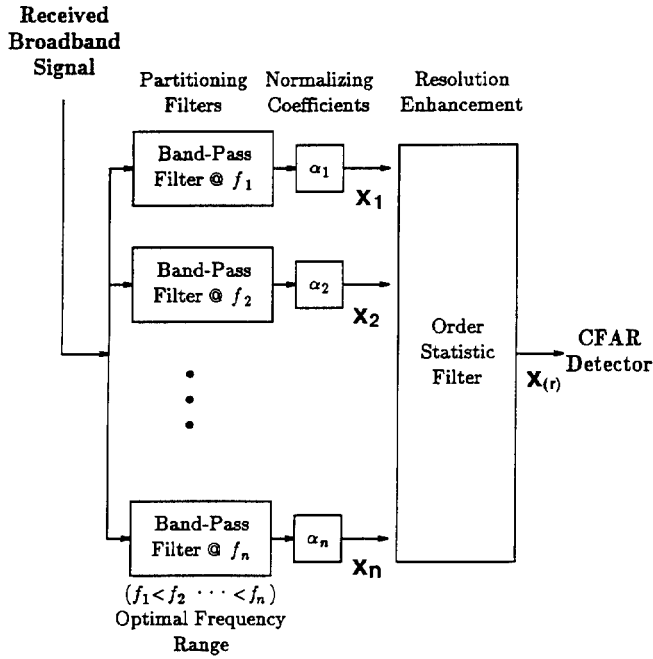 Received
Broadband
Signal
Partitioning
Filters
Normalizing
Coefficients
Resolution
Enhancement
Band-Pass
Filter @ f₁
α₁
X₁
Band-Pass
Filter @ f₂
α₂
X₂
Order
Statistic
Filter
X₍ᵣ₎
CFAR
Detector
Band-Pass
Filter @ fₙ
αₙ
Xₙ
(f₁<f₂ ··· <fₙ)
Optimal Frequency
Range